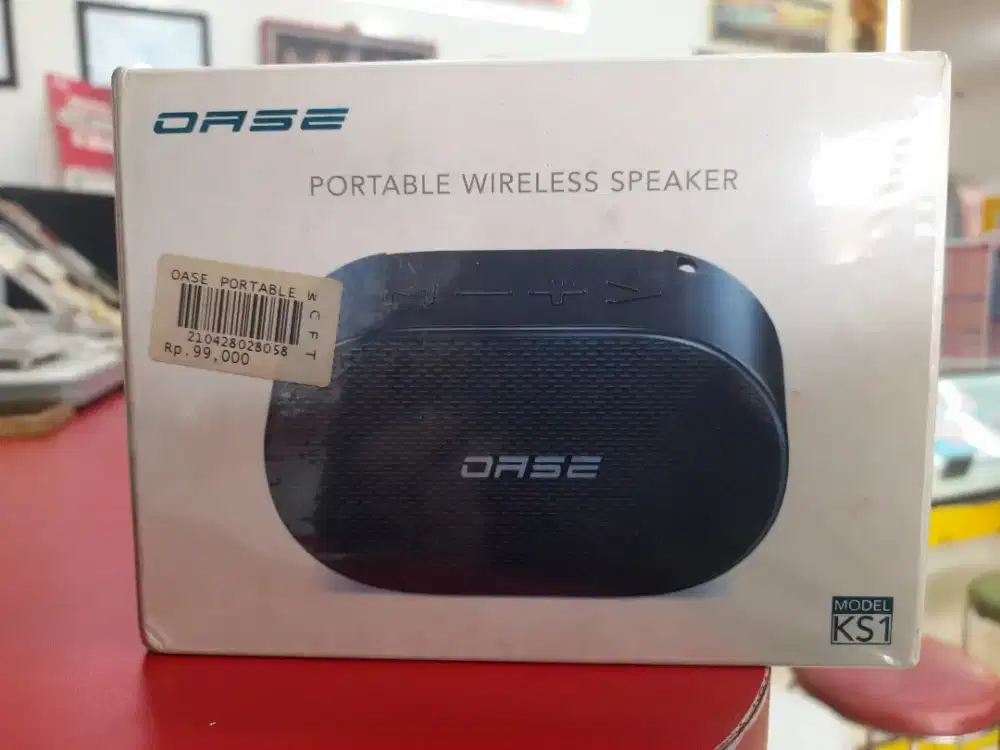 OASE
PORTABLE WIRELESS SPEAKER
OASE PORTABLE
W C F T
210428028058
Rp.99,000
OASE
MODEL
KS1